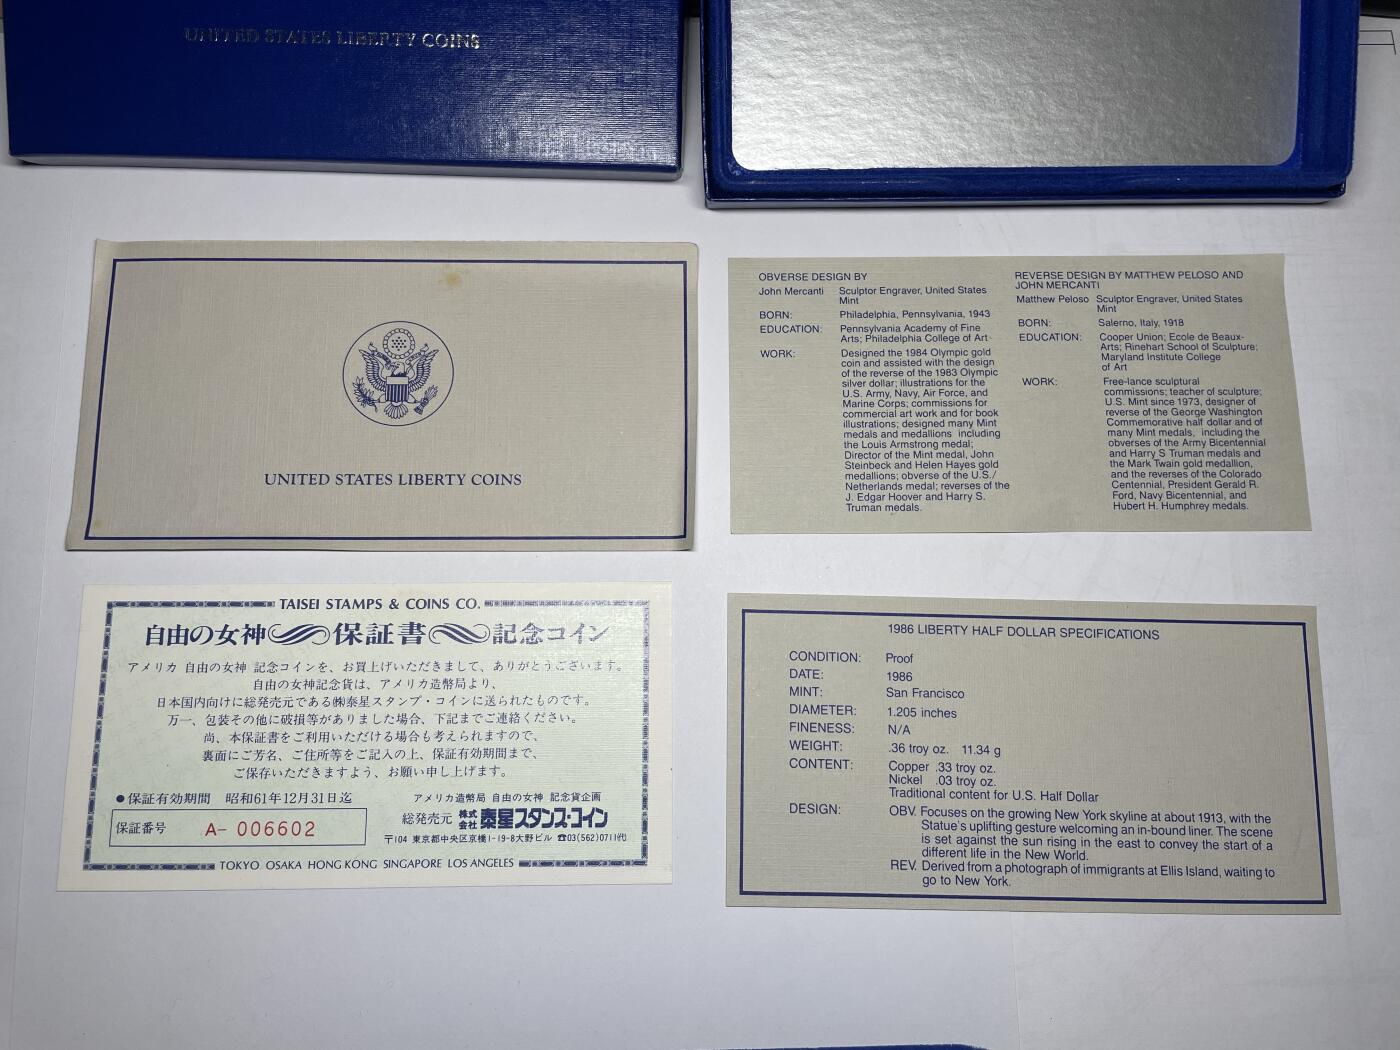 UNITED STATES LIBERTY COINS
UNITED STATES LIBERTY COINS
OBVERSE DESIGN BY
John Mercanti Sculptor Engraver, United States
Mint
BORN: Philadelphia, Pennsylvania, 1943
EDUCATION: Pennsylvania Academy of Fine
Arts; Philadelphia College of Art
WORK: Designed the 1984 Olympic gold
coin and assisted with the design
of the reverse of the 1983 Olympic
silver dollar; illustrations for the
U.S. Army, Navy, Air Force, and
Marine Corps; commissions for
commercial art work and for book
illustrations; designed many Mint
medals and medallions including
the Louis Armstrong medal;
Director of the Mint medal, John
Steinbeck and Helen Hayes gold
medallions; obverse of the U.S./
Netherlands medal; reverses of the
J. Edgar Hoover and Harry S.
Truman medals.
REVERSE DESIGN BY MATTHEW PELOSO AND
JOHN MERCANTI
Matthew Peloso Sculptor Engraver, United States
Mint
BORN: Salerno, Italy, 1918
EDUCATION: Cooper Union; Ecole de Beaux-
Arts; Rinehart School of Sculpture;
Maryland Institute College
of Art
WORK: Free-lance sculptural
commissions; teacher of sculpture;
U.S. Mint since 1973, designer of
reverse of the George Washington
Commemorative half dollar and of
many Mint medals, including the
obverses of the Army Bicentennial
and Harry S Truman medals and
the Mark Twain gold medallion,
and the reverses of the Colorado
Centennial, President Gerald R.
Ford, Navy Bicentennial, and
Hubert H. Humphrey medals.
TAISEI STAMPS & COINS CO.
自由の女神 保証書 記念コイン
アメリカ 自由の女神 記念コインを、お買上げいただきまして、ありがとうございます。
自由の女神記念貨は、アメリカ造幣局より、
日本国内向けに総発売元である㈱泰星スタンプ・コインに送られたものです。
万一、包装その他に破損等がありました場合、下記までご連絡ください。
尚、本保証書をご利用いただける場合も考えられますので、
裏面にご芳名、ご住所等をご記入の上、保証有効期間まで、
ご保存いただきますよう、お願い申し上げます。
●保証有効期間 昭和61年12月31日迄
保証番号 A- 006602
アメリカ造幣局 自由の女神 記念貨企画
総発売元 株式会社 泰星スタンプ・コイン
〒104 東京都中央区京橋1-19-8大野ビル ☎03(562)0711㈹
TOKYO OSAKA HONG KONG SINGAPORE LOS ANGELES
1986 LIBERTY HALF DOLLAR SPECIFICATIONS
CONDITION: Proof
DATE: 1986
MINT: San Francisco
DIAMETER: 1.205 inches
FINENESS: N/A
WEIGHT: .36 troy oz. 11.34 g
CONTENT: Copper .33 troy oz.
Nickel .03 troy oz.
Traditional content for U.S. Half Dollar
DESIGN: OBV. Focuses on the growing New York skyline at about 1913, with the
Statue's uplifting gesture welcoming an in-bound liner. The scene
is set against the sun rising in the east to convey the start of a
different life in the New World.
REV. Derived from a photograph of immigrants at Ellis Island, waiting to
go to New York.